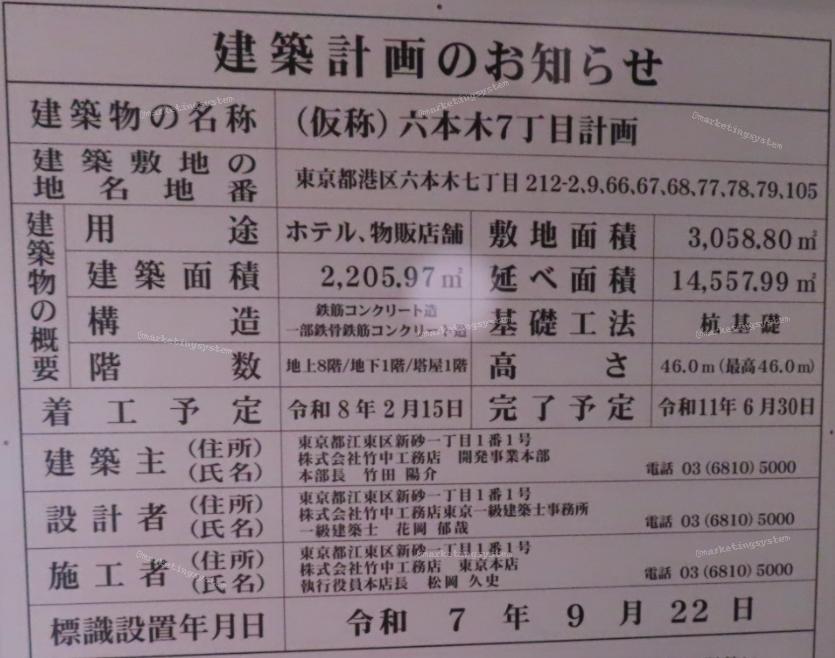 建築計画のお知らせ
建築物の名称 (仮称)六本木7丁目計画
建築敷地の地名地番 東京都港区六本木七丁目212-2、9、66、67、68、77、78、79、105
建築物の概要
用途 ホテル、物販店舗 敷地面積 3,058.80㎡
建築面積 2,205.97㎡ 延べ面積 14,557.99㎡
構造 鉄筋コンクリート造
一部鉄骨鉄筋コンクリート造 基礎工法 杭基礎
階数 地上8階/地下1階/塔屋1階 高さ 46.0m(最高46.0m)
着工予定 令和8年2月15日 完了予定 令和11年6月30日
建築主 (住所) 東京都江東区新砂一丁目1番1号
(氏名) 株式会社竹中工務店 開発事業本部
本部長 竹田 陽介 電話 03(6810)5000
設計者 (住所) 東京都江東区新砂一丁目1番1号
(氏名) 株式会社竹中工務店東京一級建築士事務所
一級建築士 花岡 郁哉 電話 03(6810)5000
施工者 (住所) 東京都江東区新砂一丁目1番1号
(氏名) 株式会社竹中工務店 東京本店
執行役員本店長 松岡 久史 電話 03(6810)5000
標識設置年月日 令和 7 年 9 月 22 日
@marketingsystem